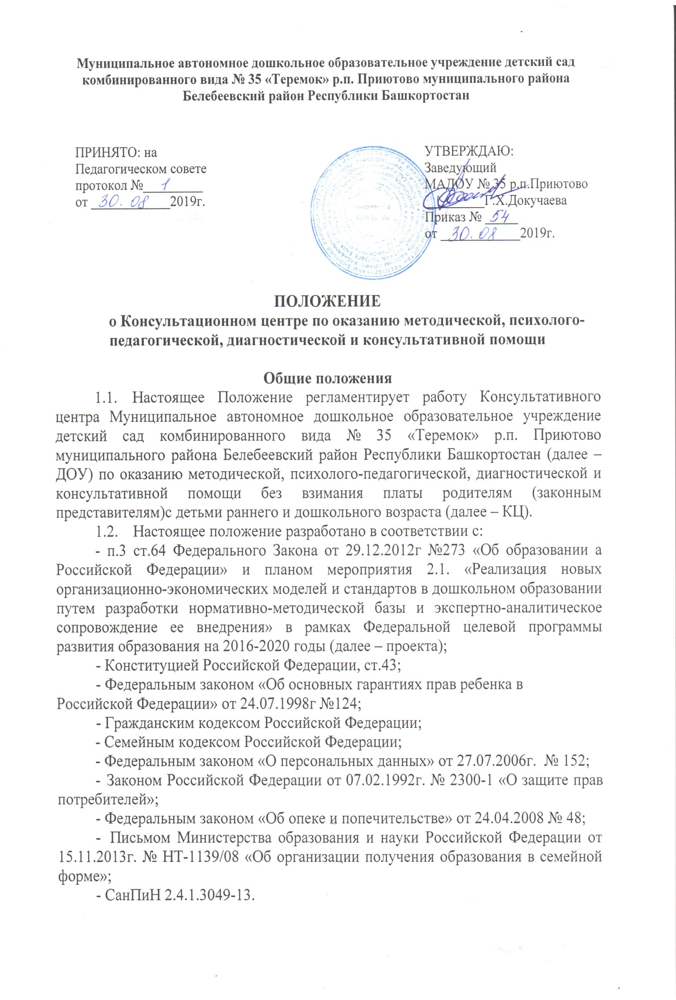 Муниципальное автономное дошкольное образовательное учреждение детский сад
комбинированного вида № 35 «Теремок» р.п. Приютово муниципального района
Белебеевский район Республики Башкортостан
ПРИНЯТО: на
Педагогическом совете
протокол № 1
от 30.08 2019г.
УТВЕРЖДАЮ:
Заведующий
МАДОУ № 35 р.п.Приютово
Г.Х.Докучаева
Приказ № 54
от 30.08 2019г.
ПОЛОЖЕНИЕ
о Консультационном центре по оказанию методической, психолого-
педагогической, диагностической и консультативной помощи
Общие положения
1.1. Настоящее Положение регламентирует работу Консультативного
центра Муниципальное автономное дошкольное образовательное учреждение
детский сад комбинированного вида № 35 «Теремок» р.п. Приютово
муниципального района Белебеевский район Республики Башкортостан (далее –
ДОУ) по оказанию методической, психолого-педагогической, диагностической и
консультативной помощи без взимания платы родителям (законным
представителям)с детьми раннего и дошкольного возраста (далее – КЦ).
1.2. Настоящее положение разработано в соответствии с:
- п.3 ст.64 Федерального Закона от 29.12.2012г №273 «Об образовании а
Российской Федерации» и планом мероприятия 2.1. «Реализация новых
организационно-экономических моделей и стандартов в дошкольном образовании
путем разработки нормативно-методической базы и экспертно-аналитическое
сопровождение ее внедрения» в рамках Федеральной целевой программы
развития образования на 2016-2020 годы (далее – проекта);
- Конституцией Российской Федерации, ст.43;
- Федеральным законом «Об основных гарантиях прав ребенка в
Российской Федерации» от 24.07.1998г №124;
- Гражданским кодексом Российской Федерации;
- Семейным кодексом Российской Федерации;
- Федеральным законом «О персональных данных» от 27.07.2006г. № 152;
- Законом Российской Федерации от 07.02.1992г. № 2300-1 «О защите прав
потребителей»;
- Федеральным законом «Об опеке и попечительстве» от 24.04.2008 № 48;
- Письмом Министерства образования и науки Российской Федерации от
15.11.2013г. № НТ-1139/08 «Об организации получения образования в семейной
форме»;
- СанПиН 2.4.1.3049-13.